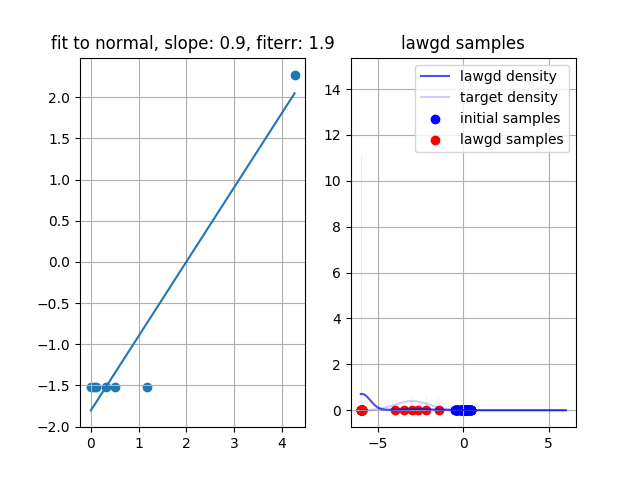 fit to normal, slope: 0.9, fiterr: 1.9
2.0
1.5
1.0
0.5
0.0
−0.5
−1.0
−1.5
−2.0
0 1 2 3 4
lawgd samples
lawgd density
target density
initial samples
lawgd samples
14
12
10
8
6
4
2
0
−5 0 5